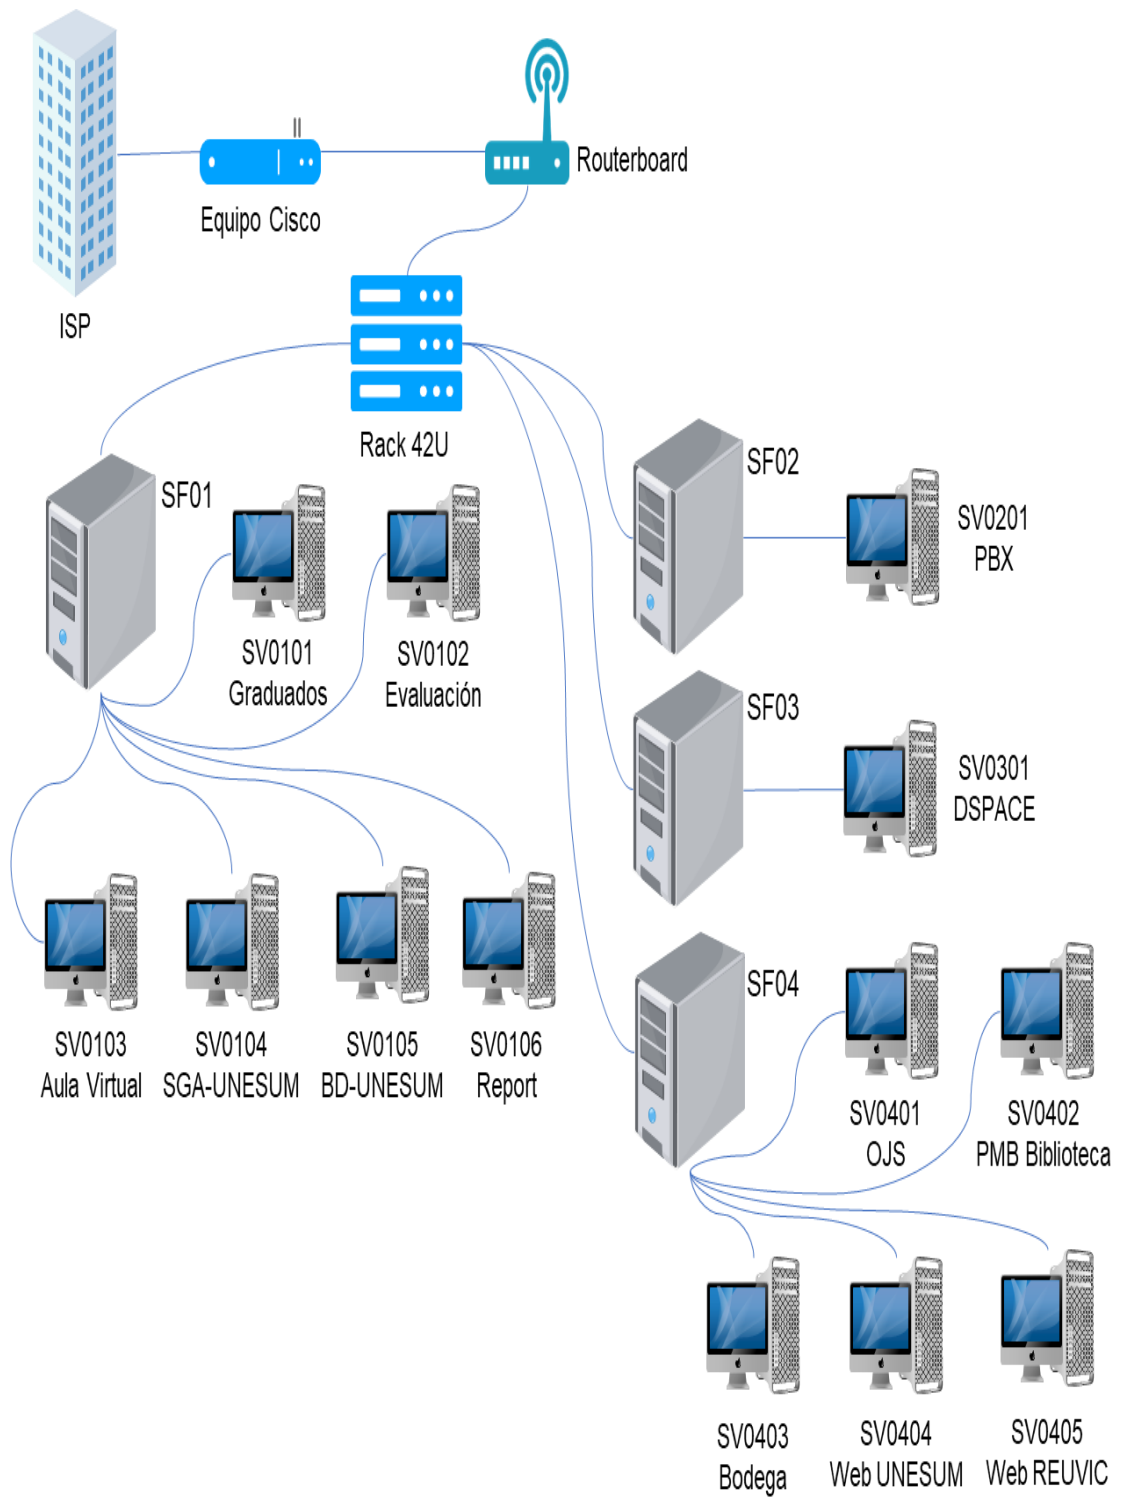 Routerboard
Equipo Cisco
ISP
Rack 42U
SF01
SV0101
Graduados
SV0102
Evaluación
SV0103
Aula Virtual
SV0104
SGA-UNESUM
SV0105
BD-UNESUM
SV0106
Report
SF02
SV0201
PBX
SF03
SV0301
DSPACE
SF04
SV0401
OJS
SV0402
PMB Biblioteca
SV0403
Bodega
SV0404
Web UNESUM
SV0405
Web REUVIC